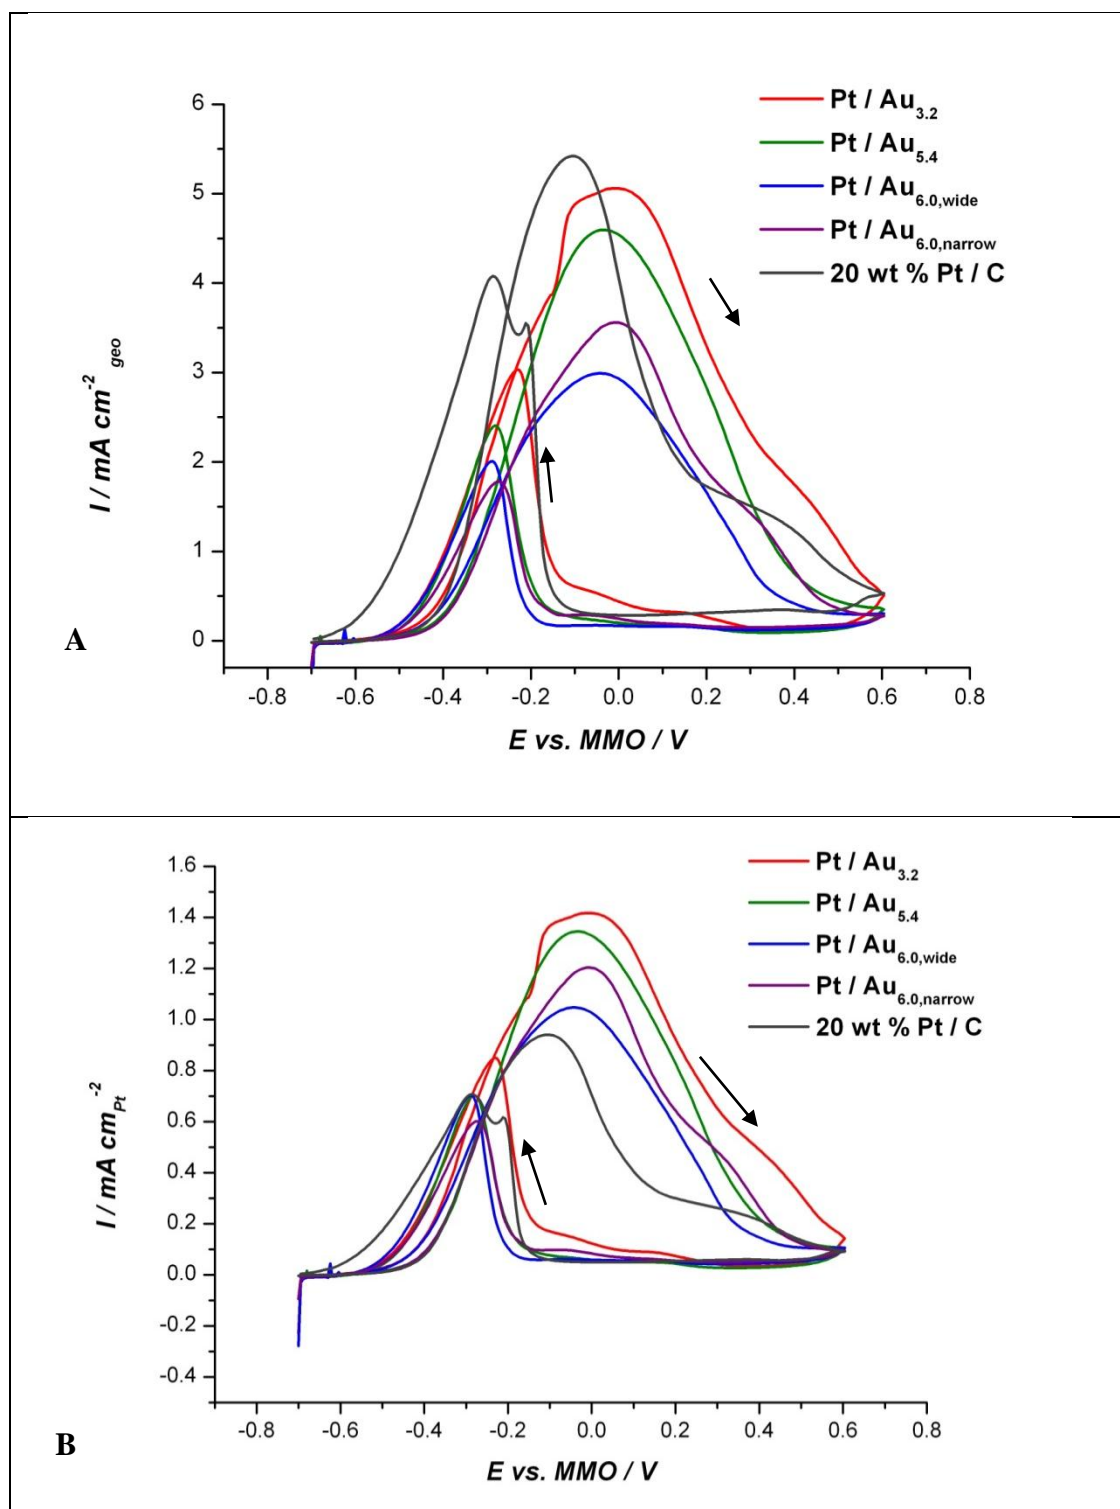 6
5
4
3
2
1
0
I / mA cm-2 geo
Pt / Au3.2
Pt / Au5.4
Pt / Au6.0,wide
Pt / Au6.0,narrow
20 wt % Pt / C
A
-0.8 -0.6 -0.4 -0.2 0.0 0.2 0.4 0.6 0.8
E vs. MMO / V
1.6
1.4
1.2
1.0
0.8
0.6
0.4
0.2
0.0
-0.2
-0.4
I / mA cmPt-2
Pt / Au3.2
Pt / Au5.4
Pt / Au6.0,wide
Pt / Au6.0,narrow
20 wt % Pt / C
B
-0.8 -0.6 -0.4 -0.2 0.0 0.2 0.4 0.6 0.8
E vs. MMO / V